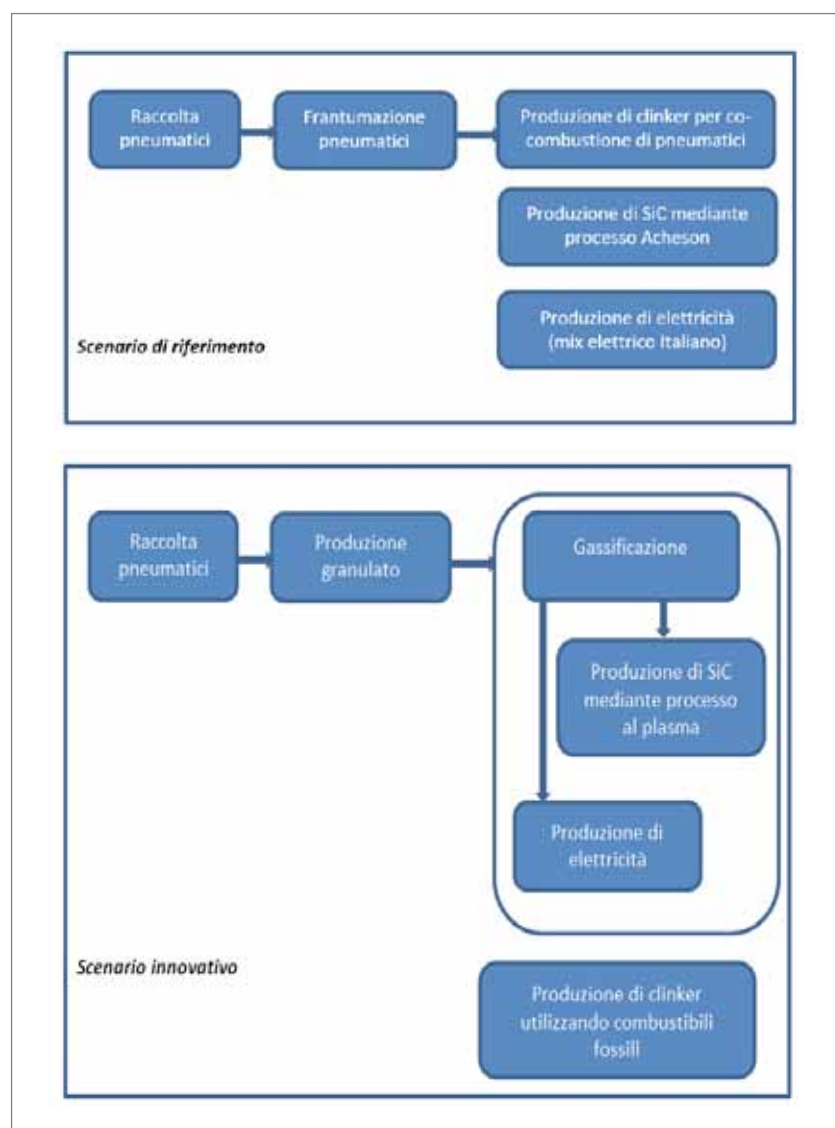 Raccolta
pneumatici
Frantumazione
pneumatici
Produzione di clinker per co-
combustione di pneumatici
Produzione di SiC mediante
processo Acheson
Produzione di elettricità
(mix elettrico Italiano)
Scenario di riferimento
Raccolta
pneumatici
Produzione
granulato
Gassificazione
Produzione di SiC
mediante processo
al plasma
Produzione di
elettricità
Scenario innovativo
Produzione di clinker
utilizzando combustibili
fossili